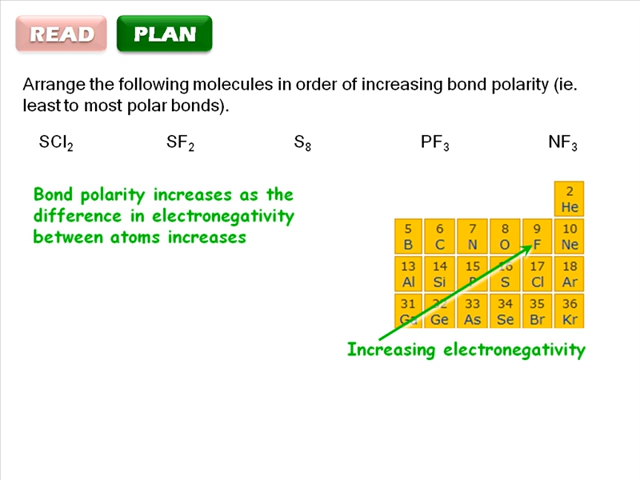 READ PLAN
Arrange the following molecules in order of increasing bond polarity (ie.
least to most polar bonds).
SCl₂ SF₂ S₈ PF₃ NF₃
Bond polarity increases as the
difference in electronegativity
between atoms increases
2
He
5 6 7 8 9 10
B C N O F Ne
13 14 15 16 17 18
Al Si P S Cl Ar
31 32 33 34 35 36
Ga Ge As Se Br Kr
Increasing electronegativity